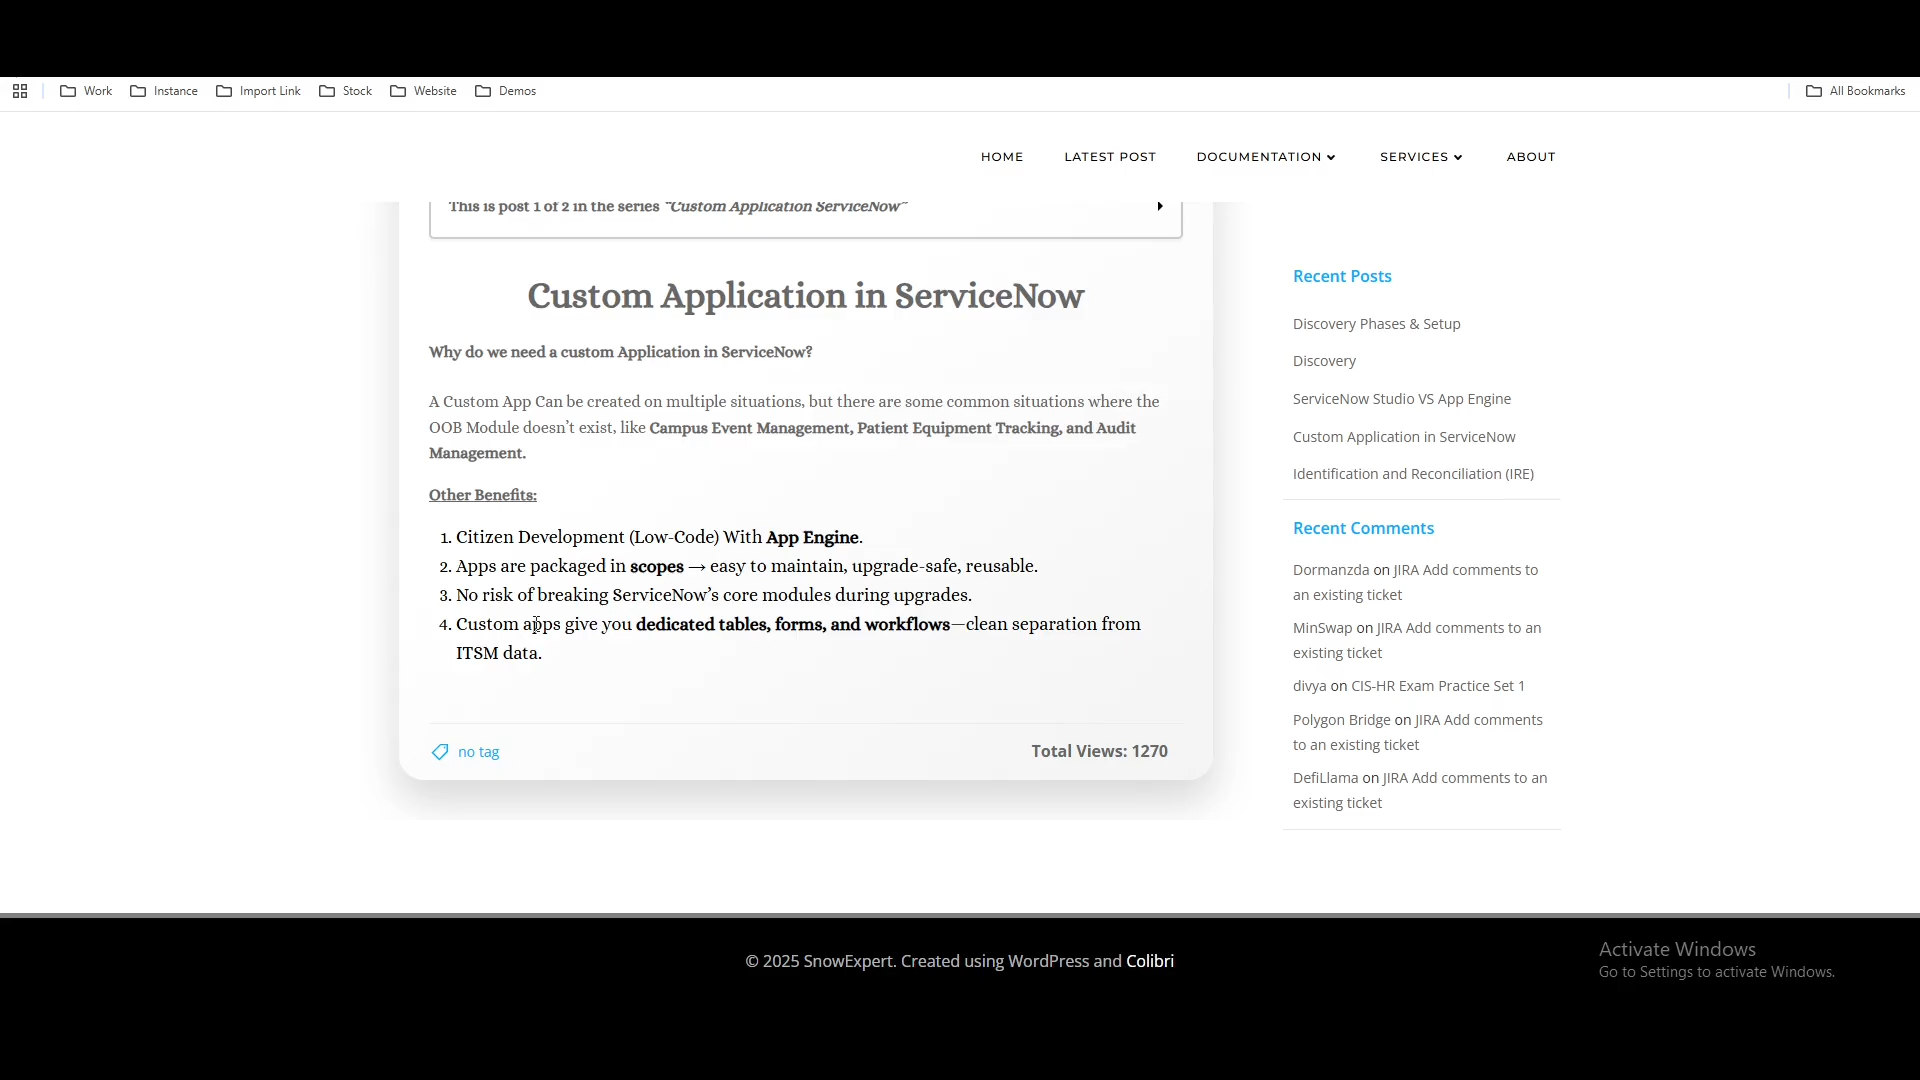 Work
Instance
Import Link
Stock
Website
Demos
All Bookmarks
HOME
LATEST POST
DOCUMENTATION
SERVICES
ABOUT
This is post 1 of 2 in the series “Custom Application ServiceNow”
Custom Application in ServiceNow
Why do we need a custom Application in ServiceNow?
A Custom App Can be created on multiple situations, but there are some common situations where the
OOB Module doesn’t exist, like Campus Event Management, Patient Equipment Tracking, and Audit
Management.
Other Benefits:
1. Citizen Development (Low-Code) With App Engine.
2. Apps are packaged in scopes → easy to maintain, upgrade-safe, reusable.
3. No risk of breaking ServiceNow’s core modules during upgrades.
4. Custom apps give you dedicated tables, forms, and workflows—clean separation from
ITSM data.
no tag
Total Views: 1270
Recent Posts
Discovery Phases & Setup
Discovery
ServiceNow Studio VS App Engine
Custom Application in ServiceNow
Identification and Reconciliation (IRE)
Recent Comments
Dormanzda on JIRA Add comments to
an existing ticket
MinSwap on JIRA Add comments to an
existing ticket
divya on CIS-HR Exam Practice Set 1
Polygon Bridge on JIRA Add comments
to an existing ticket
DefiLlama on JIRA Add comments to an
existing ticket
© 2025 SnowExpert. Created using WordPress and Colibri
Activate Windows
Go to Settings to activate Windows.